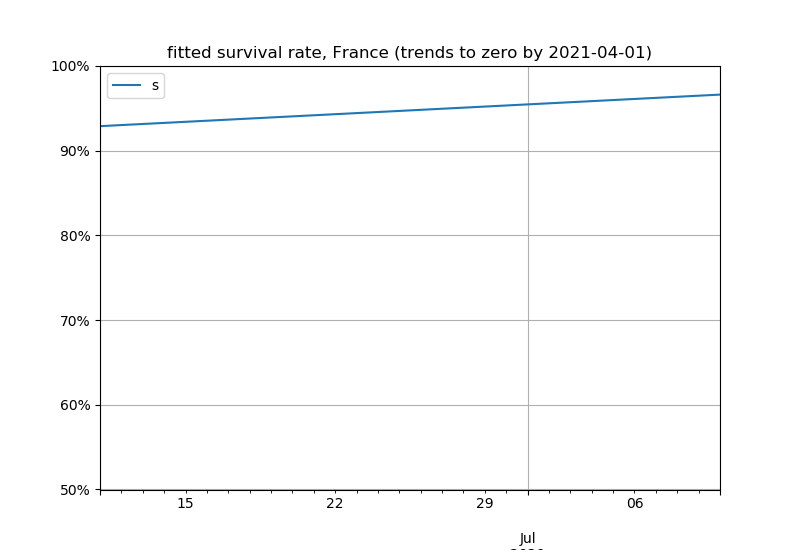 fitted survival rate, France (trends to zero by 2021-04-01)
100%
s
90%
80%
70%
60%
50%
15 22 29 06
Jul